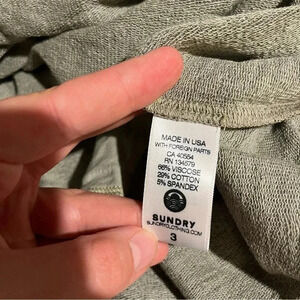 MADE IN USA
WITH FOREIGN PARTS
CA 40554
RN 134579
66% VISCOSE
29% COTTON
5% SPANDEX
SUNDRY
SUNDRYCLOTHING.COM
3